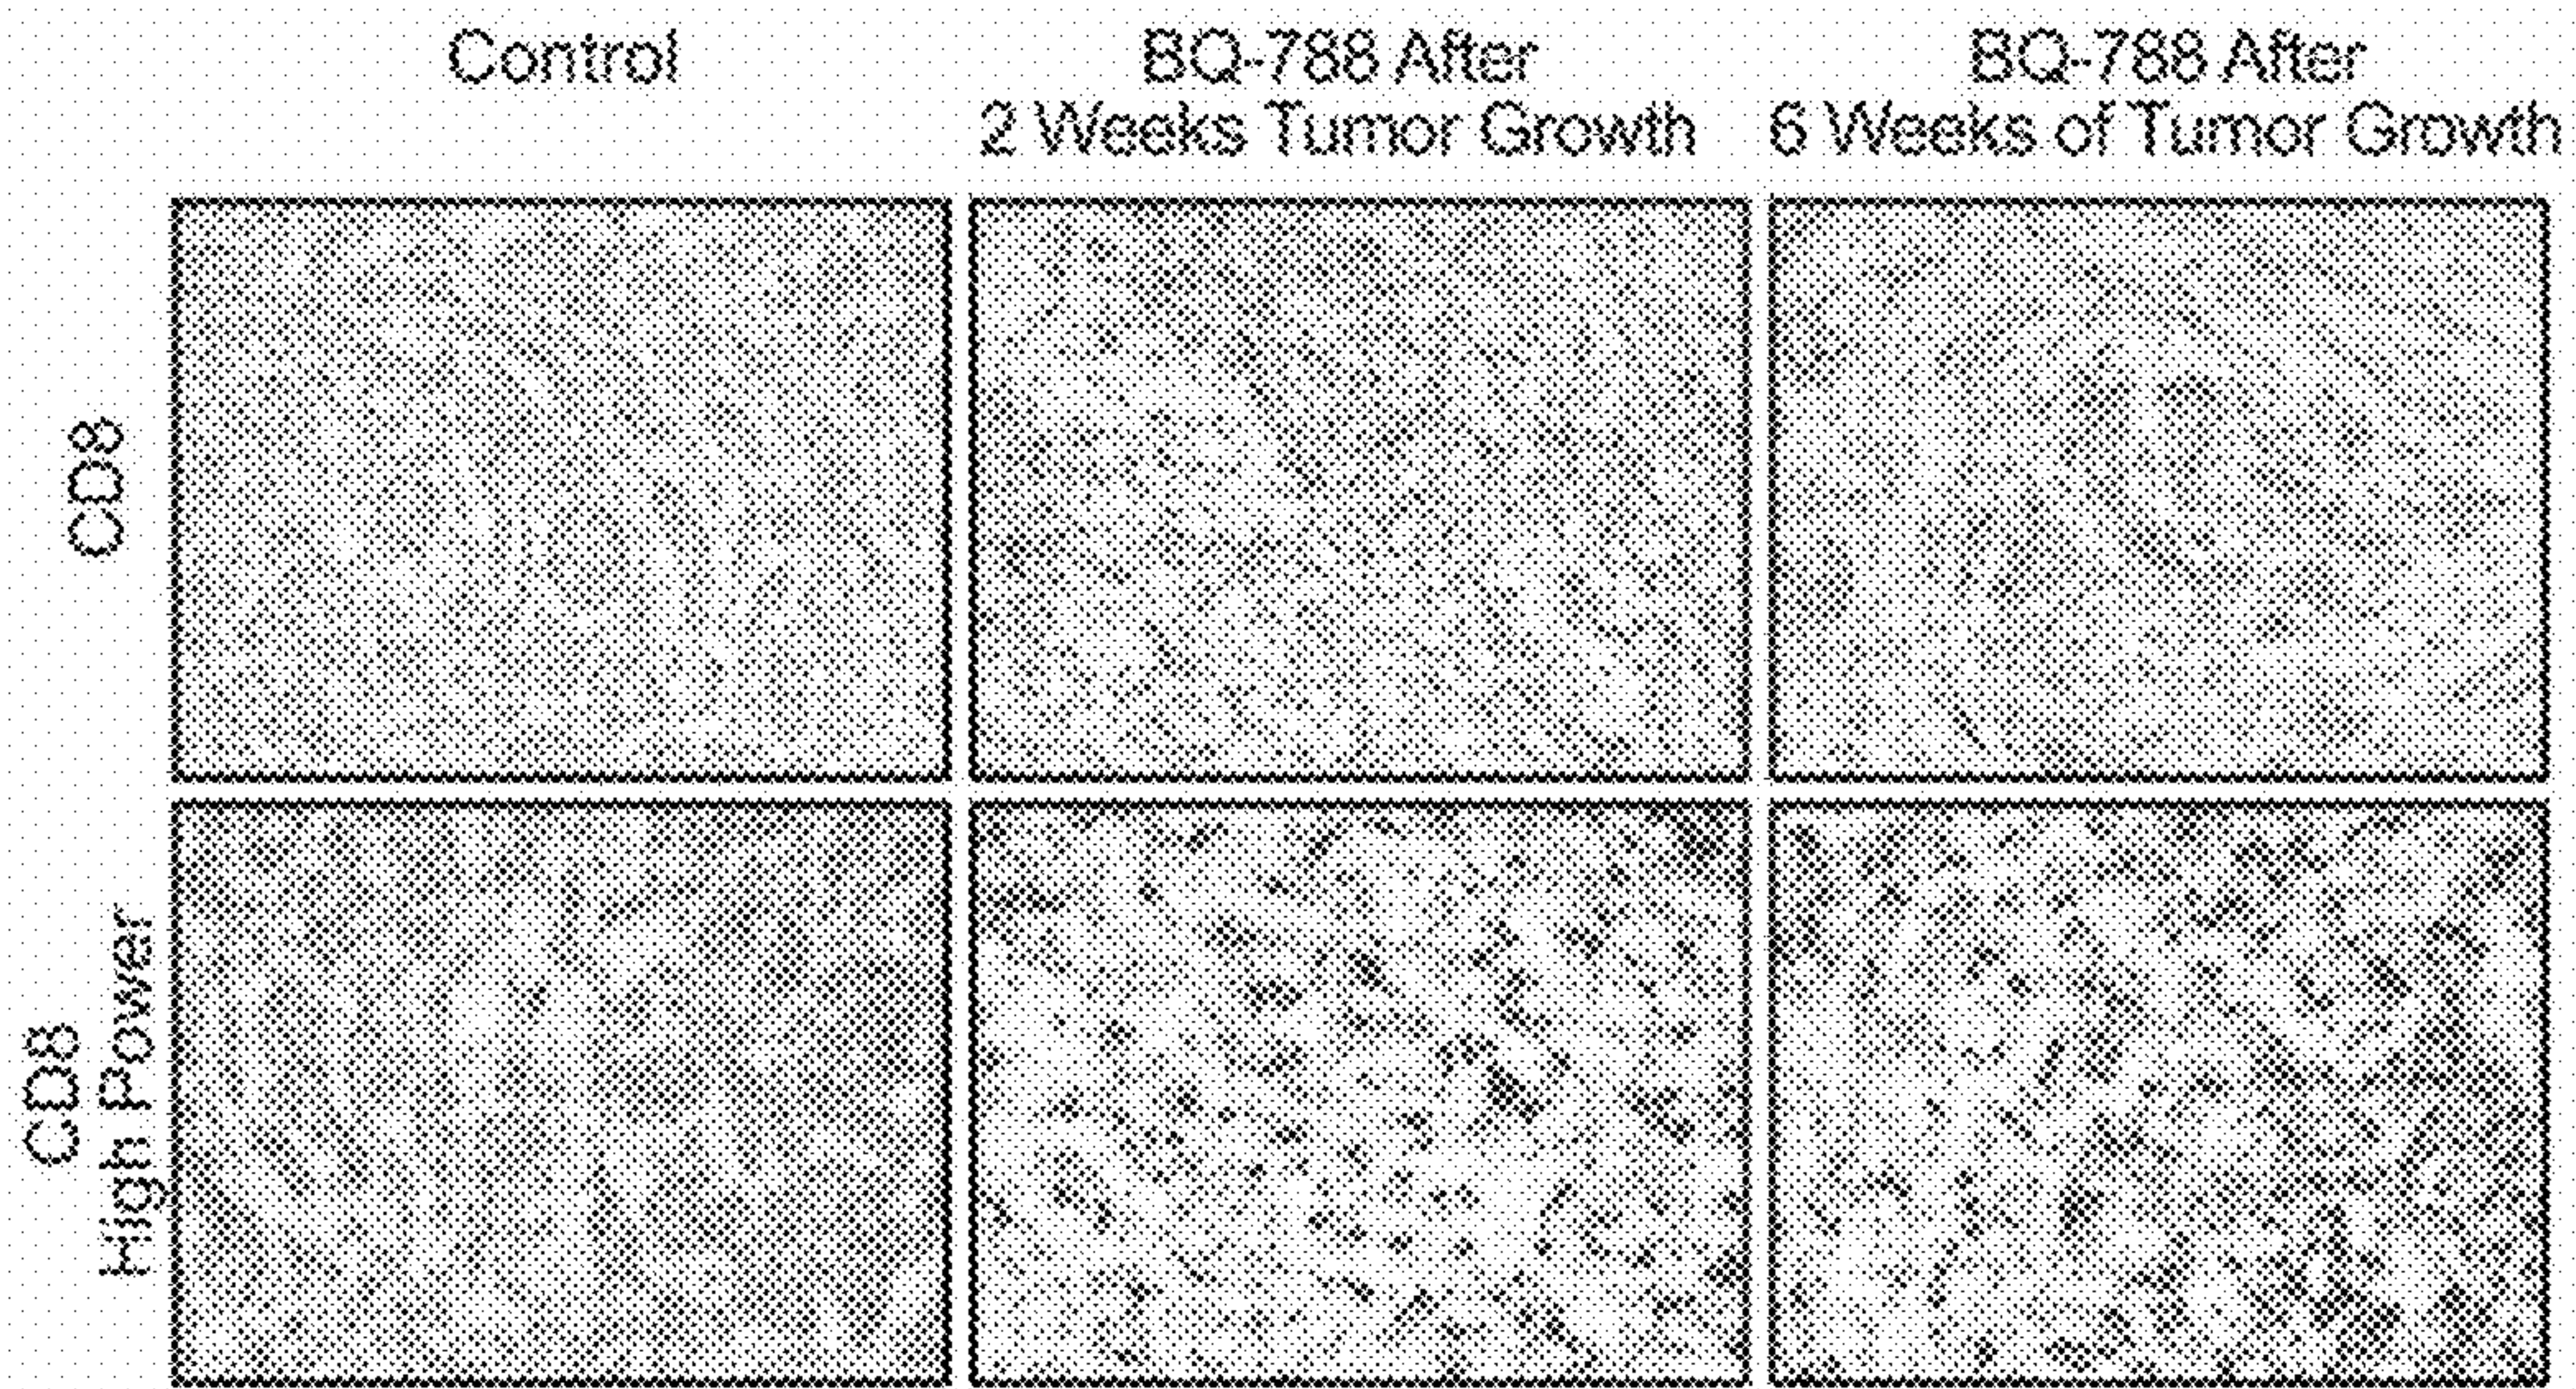 Control
BQ-788 After
2 Weeks Tumor Growth
BQ-788 After
6 Weeks of Tumor Growth
CD8
CD8
High Power